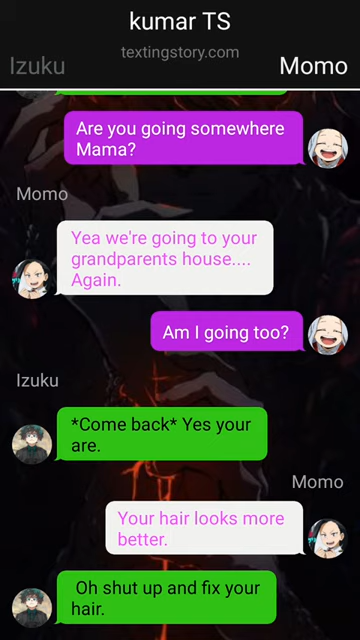 kumar TS
textingstory.com
Izuku
Momo
Are you going somewhere
Mama?
Momo
Yea we're going to your
grandparents house....
Again.
Am I going too?
Izuku
*Come back* Yes your
are.
Momo
Your hair looks more
better.
Oh shut up and fix your
hair.